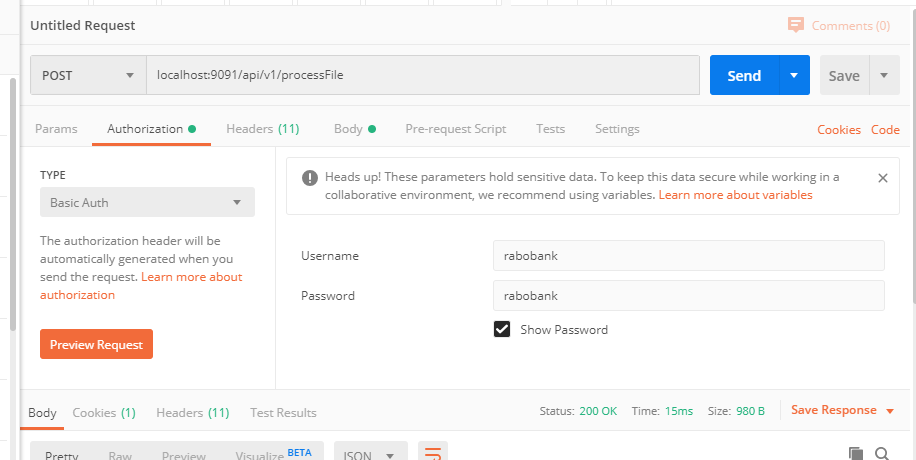 Untitled Request
Comments (0)
POST
localhost:9091/api/v1/processFile
Send
Save
Params
Authorization
Headers (11)
Body
Pre-request Script
Tests
Settings
Cookies
Code
TYPE
Basic Auth
The authorization header will be
automatically generated when you
send the request. Learn more about
authorization
Preview Request
Heads up! These parameters hold sensitive data. To keep this data secure while working in a
collaborative environment, we recommend using variables. Learn more about variables
Username
rabobank
Password
rabobank
Show Password
Body
Cookies (1)
Headers (11)
Test Results
Status: 200 OK
Time: 15ms
Size: 980 B
Save Response
Pretty
Raw
Preview
Visualize BETA
JSON